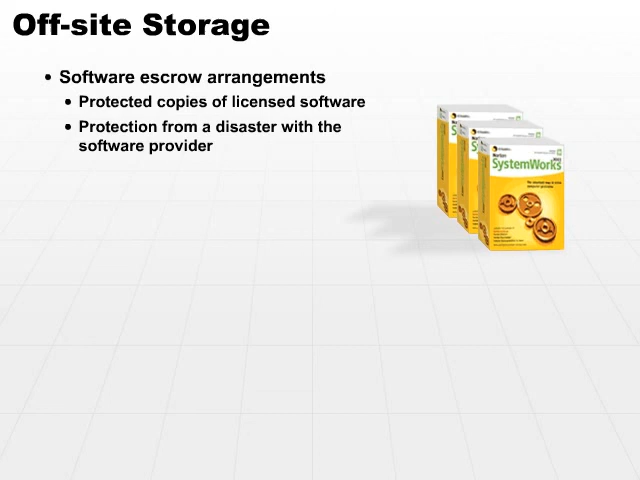 Off-site Storage
• Software escrow arrangements
• Protected copies of licensed software
• Protection from a disaster with the
software provider
Norton
SystemWorks